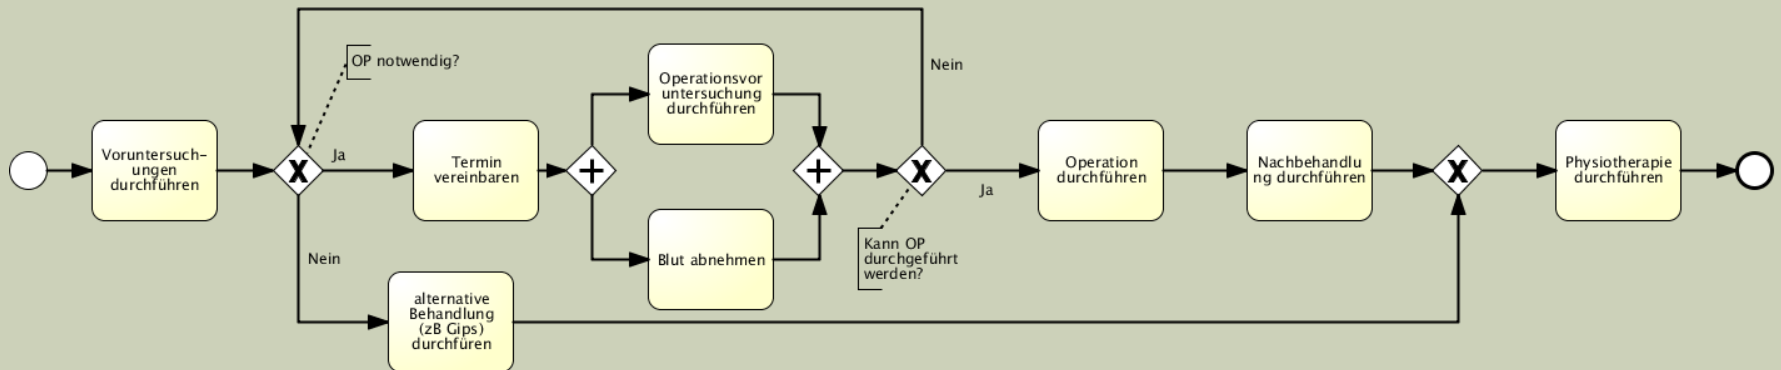 Voruntersuch-
ungen
durchführen
OP notwendig?
Ja
Nein
Termin
vereinbaren
alternative
Behandlung
(zB Gips)
durchfüren
Operationsvor
untersuchung
durchführen
Blut abnehmen
Nein
Kann OP
durchgeführt
werden?
Ja
Operation
durchführen
Nachbehandlu
ng durchführen
Physiotherapie
durchführen